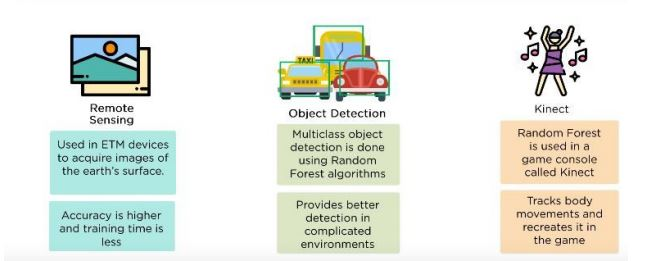 Remote
Sensing
Used in ETM devices
to acquire images of
the earth's surface.
Accuracy is higher
and training time is
less
TAXI
Object Detection
Multiclass object
detection is done
using Random
Forest algorithms
Provides better
detection in
complicated
environments
Kinect
Random Forest
is used in a
game console
called Kinect
Tracks body
movements and
recreates it in
the game